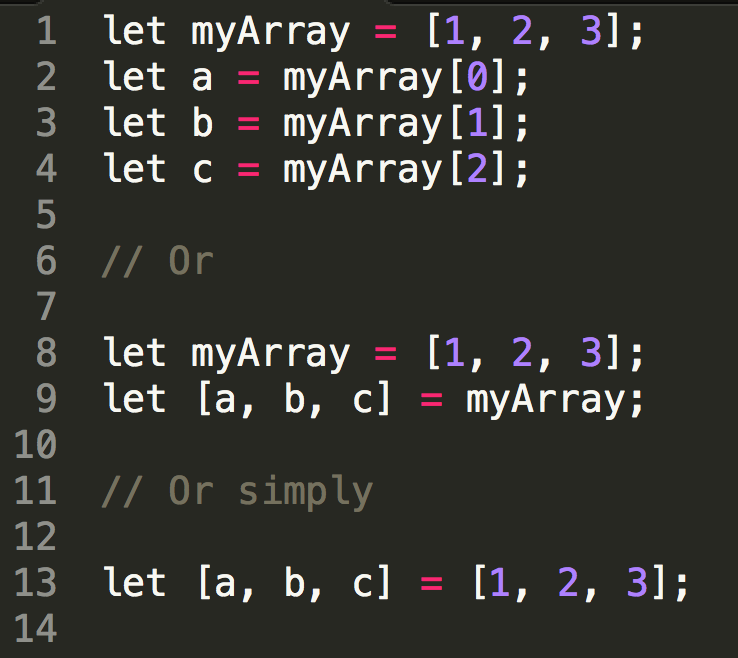 1 let myArray = [1, 2, 3];
2 let a = myArray[0];
3 let b = myArray[1];
4 let c = myArray[2];
5
6 // Or
7
8 let myArray = [1, 2, 3];
9 let [a, b, c] = myArray;
10
11 // Or simply
12
13 let [a, b, c] = [1, 2, 3];
14